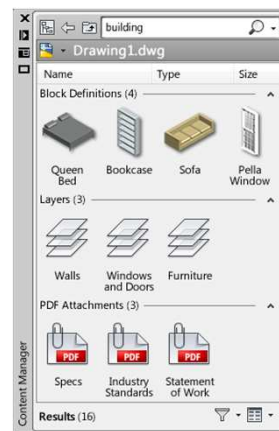 building
Drawing1.dwg
Name Type Size
Block Definitions (4)
Queen Bed
Bookcase
Sofa
Pella Window
Layers (3)
Walls
Windows and Doors
Furniture
PDF Attachments (3)
PDF PDF PDF
Specs
Industry Standards
Statement of Work
Content Manager
Results (16)